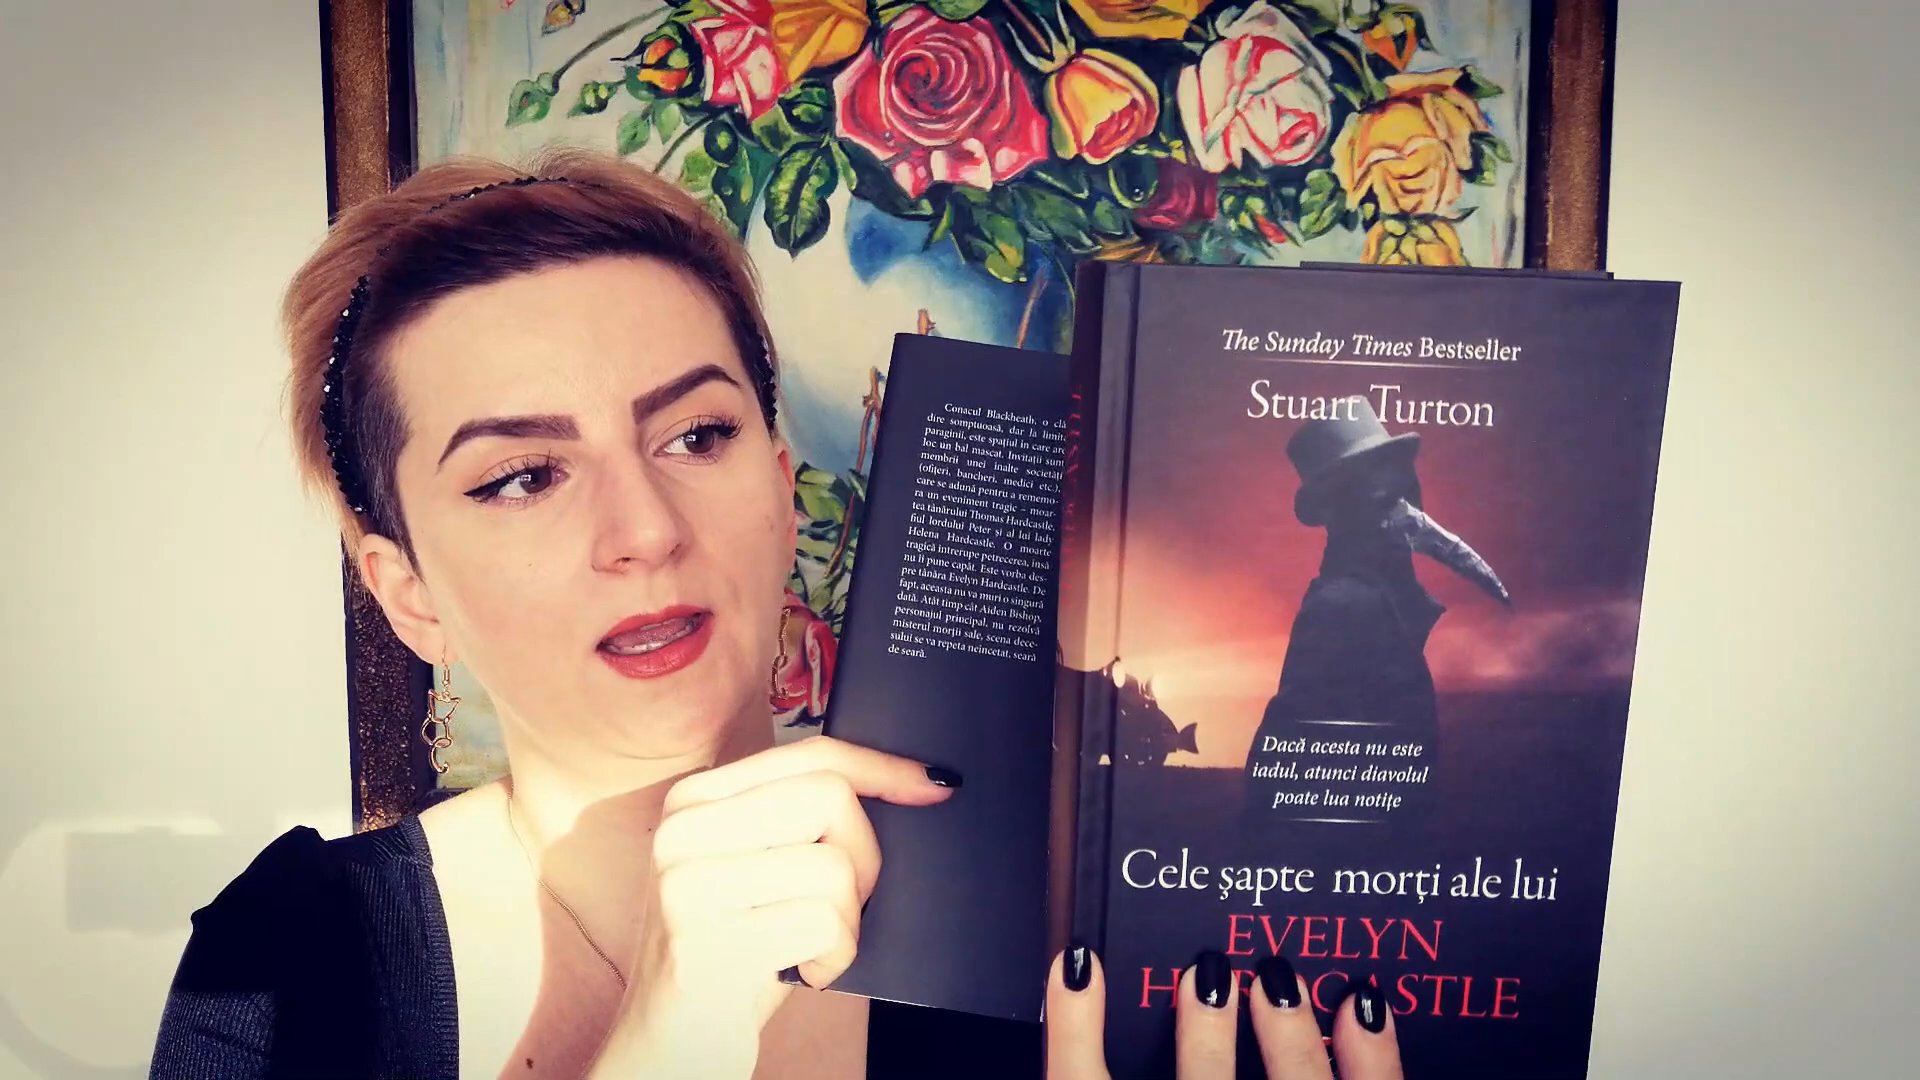 Conacul Blackheath, o clă
dire somptuoasă, dar la limita
paraginii, este spațiul în care are
loc un bal mascat. Invitații sunt
membrii unei înalte societăți
(ofițeri, bancheri, medici etc.),
care se adună pentru a rememo-
ra un eveniment tragic – moar-
tea tânărului Thomas Hardcastle,
fiul lordului Peter și al lui lady
Helena Hardcastle. O moarte
tragică întrerupe petrecerea, însă
nu îi pune capăt. Este vorba des-
pre tânăra Evelyn Hardcastle. De
fapt, aceasta nu va muri o singură
dată. Atât timp cât Aiden Bishop,
personajul principal, nu rezolvă
misterul morții sale, scena dece-
sului se va repeta neîncetat, seară
de seară.
The Sunday Times Bestseller
Stuart Turton
Dacă acesta nu este
iadul, atunci diavolul
poate lua notițe
Cele şapte morți ale lui
EVELYN
HARDCASTLE